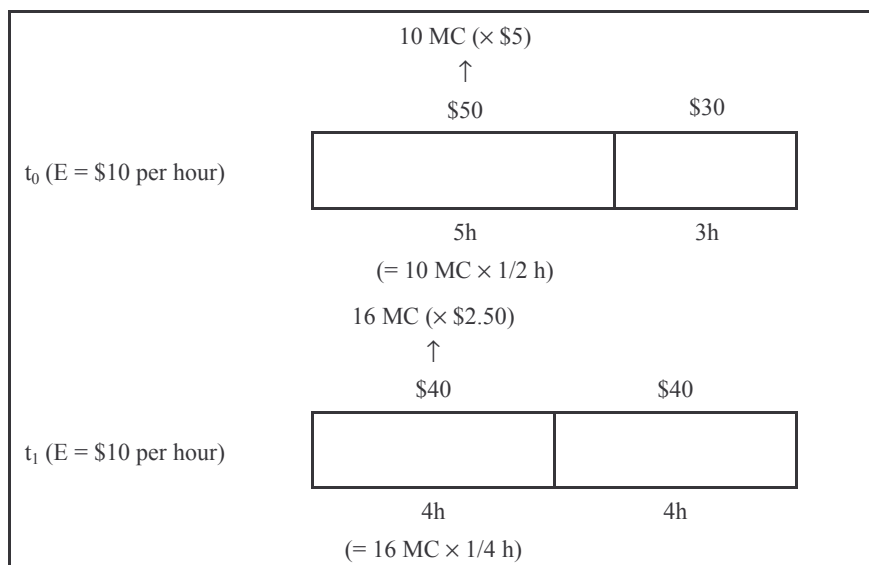 10 MC (× $5)
↑
$50 $30
t₀ (E = $10 per hour)
5h 3h
(= 10 MC × 1/2 h)
16 MC (× $2.50)
↑
$40 $40
t₁ (E = $10 per hour)
4h 4h
(= 16 MC × 1/4 h)